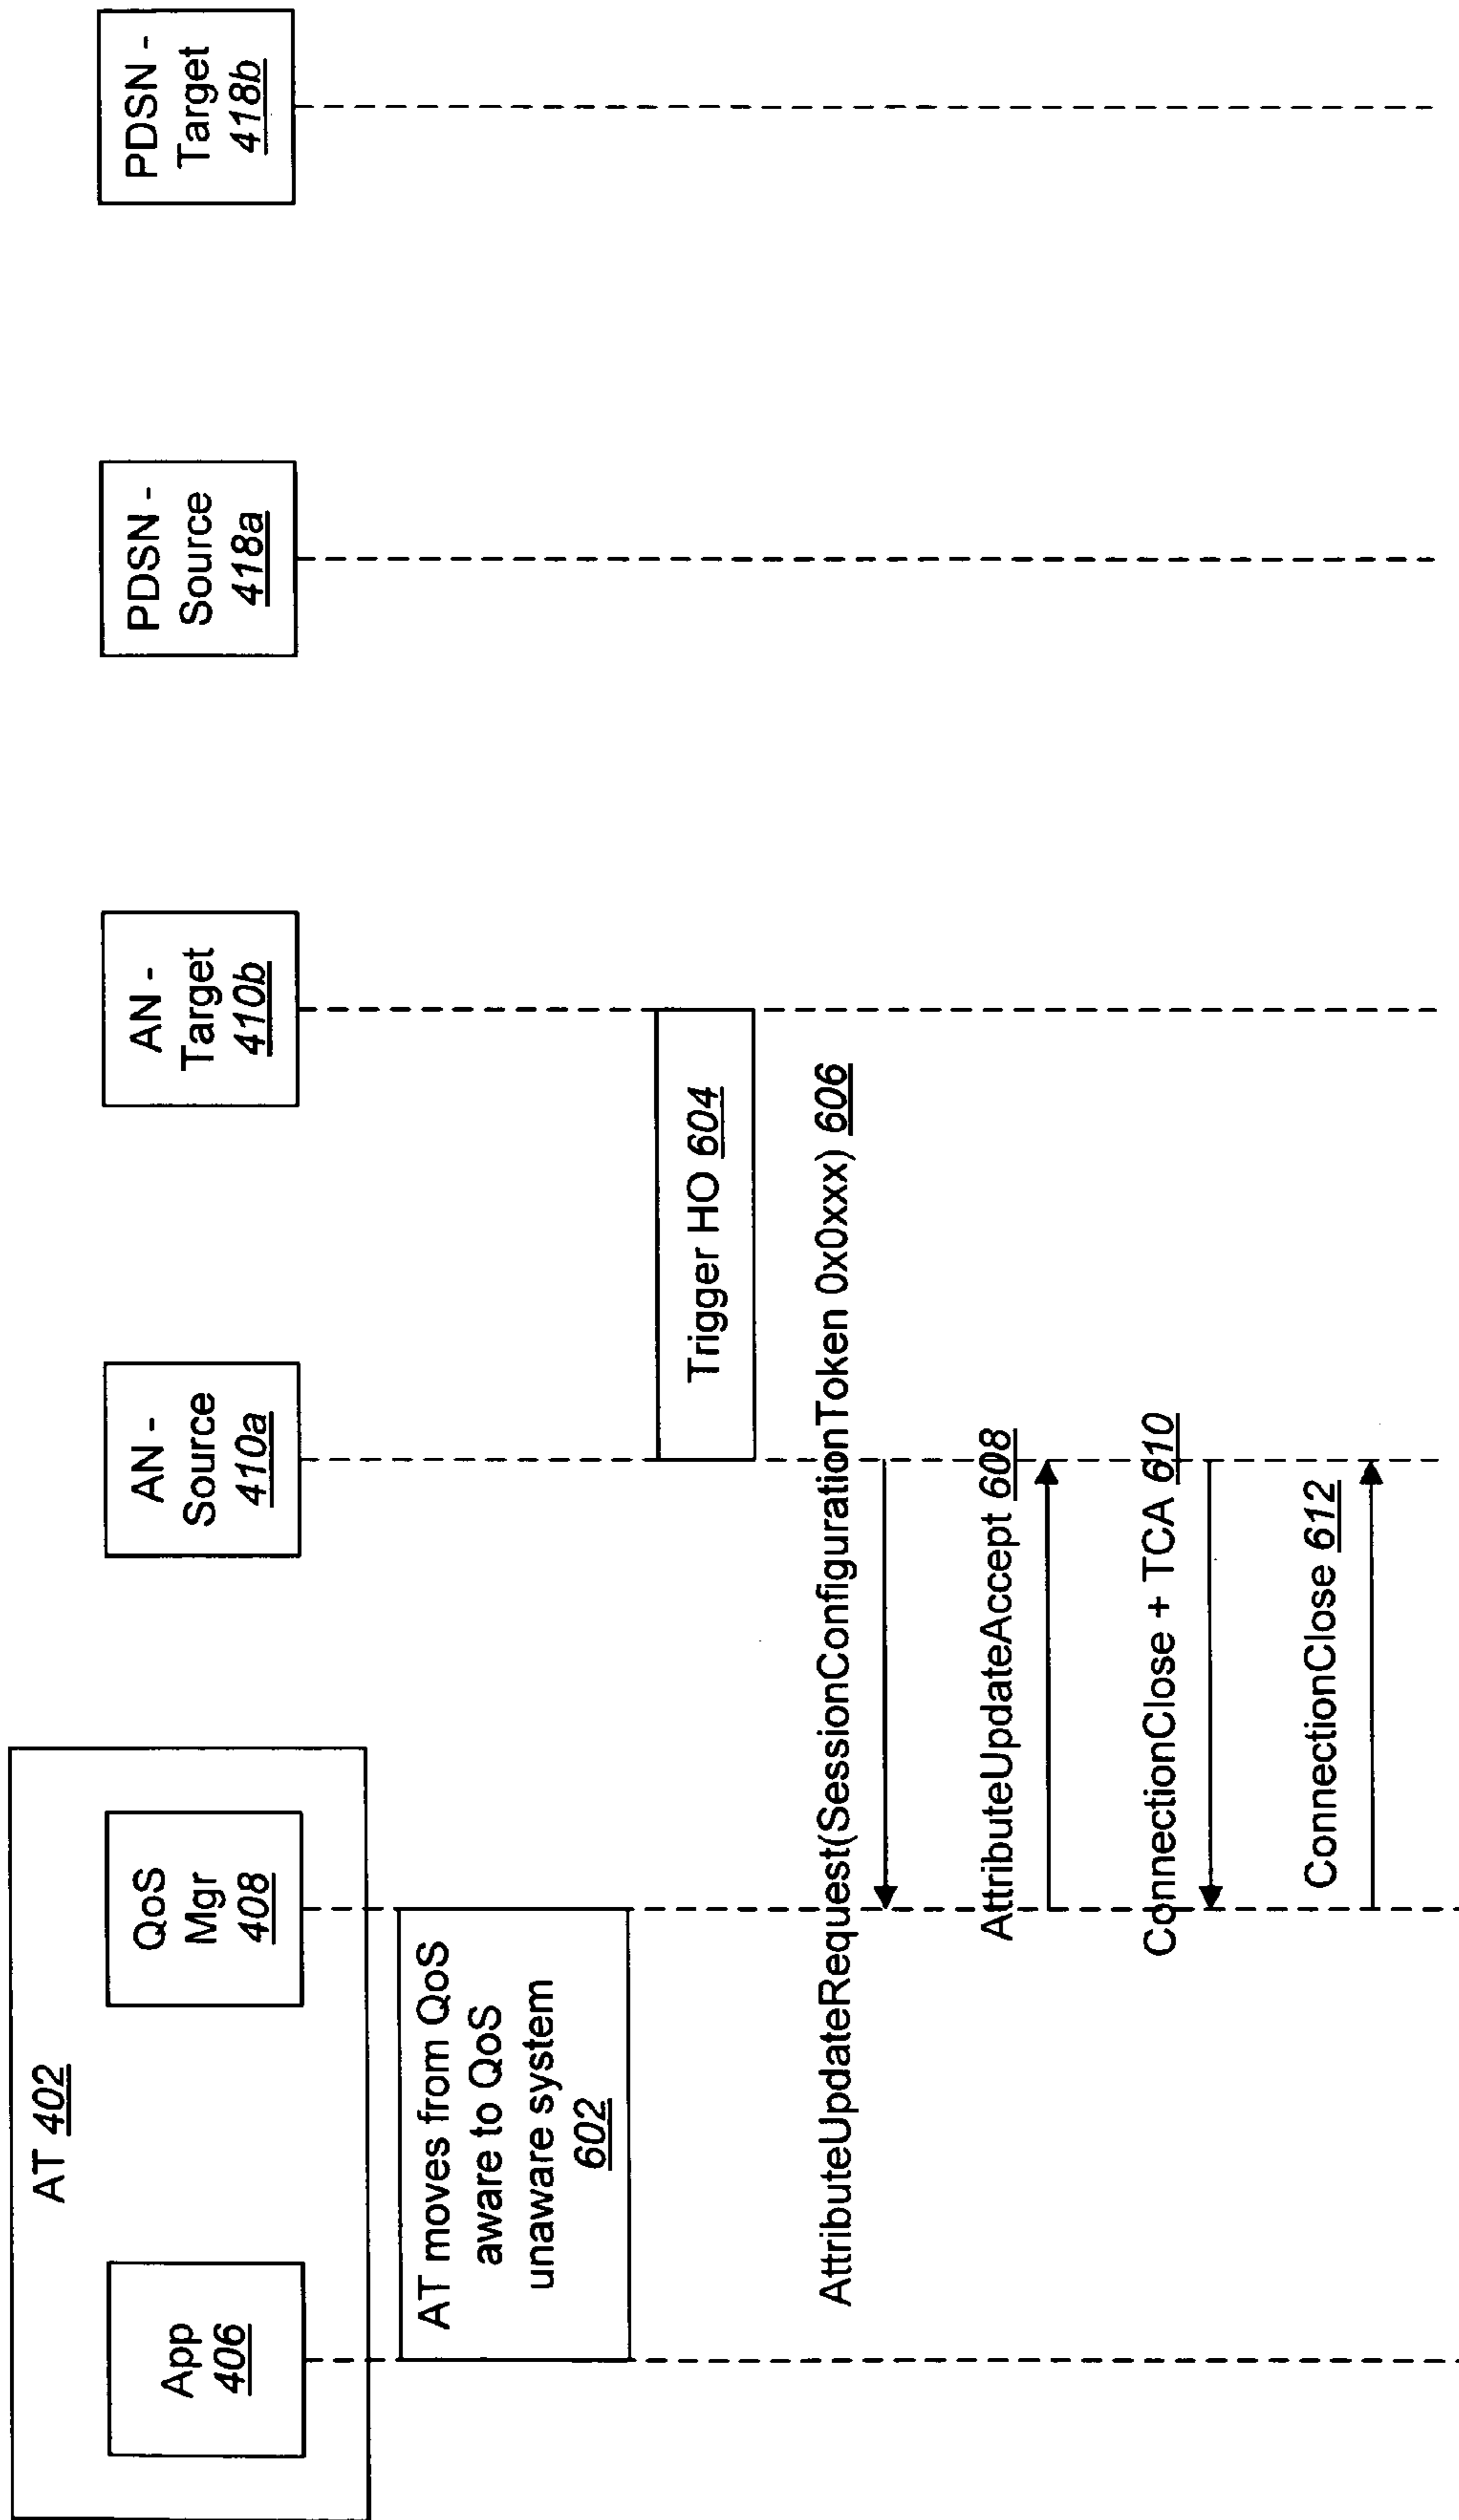 AT 402
App
406
QoS
Mgr
408
AN -
Source
410a
AN -
Target
410b
PDSN -
Source
418a
PDSN -
Target
418b
AT moves from QoS
aware to QoS
unaware system
602
Trigger HO 604
AttributeUpdateRequest(SessionConfigurationToken 0x0xxx) 606
AttributeUpdateAccept 608
ConnectionClose + TCA 610
ConnectionClose 612